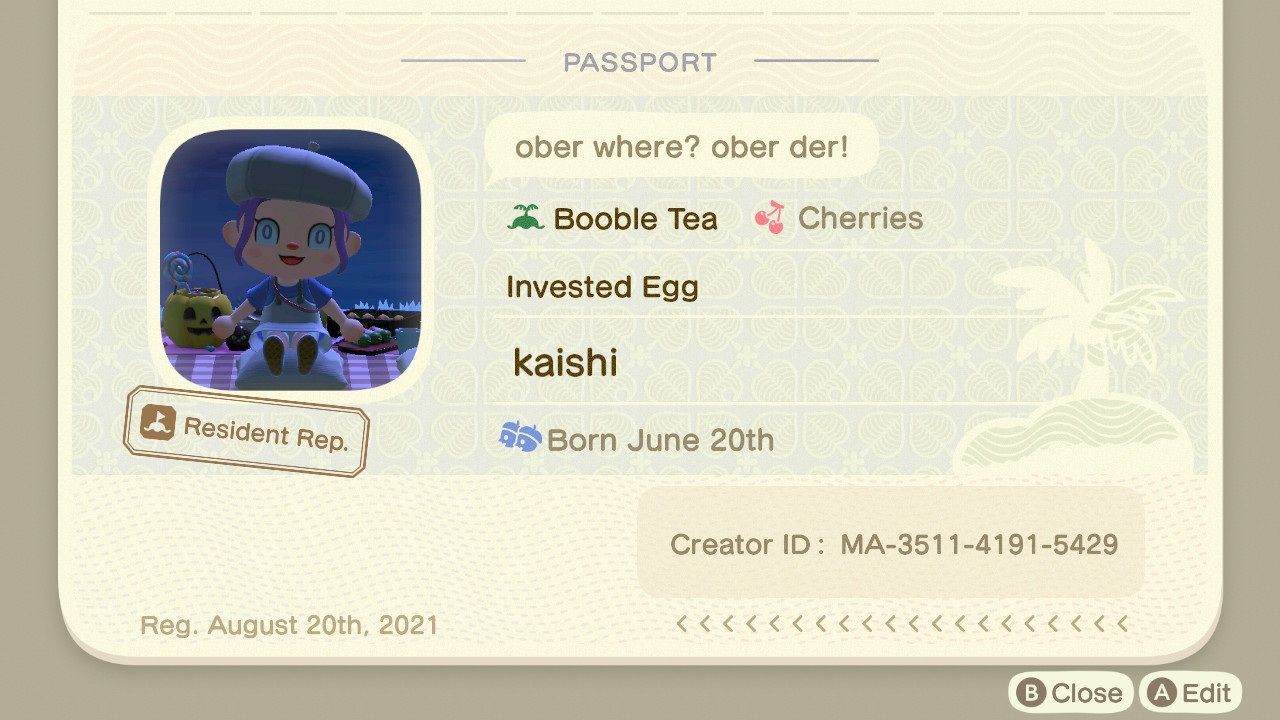 PASSPORT
ober where? ober der!
Booble Tea Cherries
Invested Egg
kaishi
Resident Rep.
Born June 20th
Creator ID : MA-3511-4191-5429
Reg. August 20th, 2021
<<<<<<<<<<<<<<<<<<<<
B Close A Edit